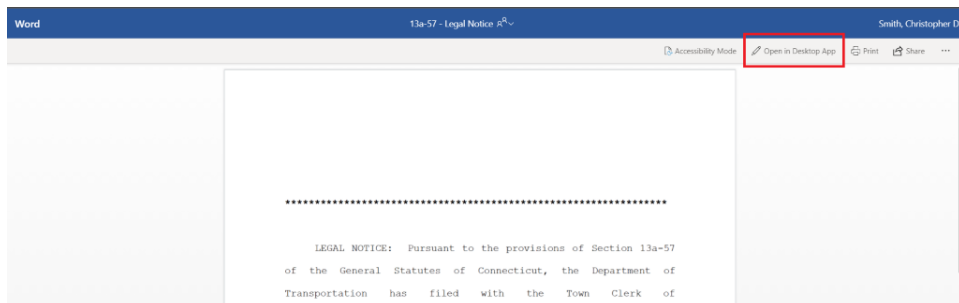 Word 13a-57 - Legal Notice Smith, Christopher D
Accessibility Mode Open in Desktop App Print Share ...
*****************************************************************
LEGAL NOTICE: Pursuant to the provisions of Section 13a-57
of the General Statutes of Connecticut, the Department of
Transportation has filed with the Town Clerk of